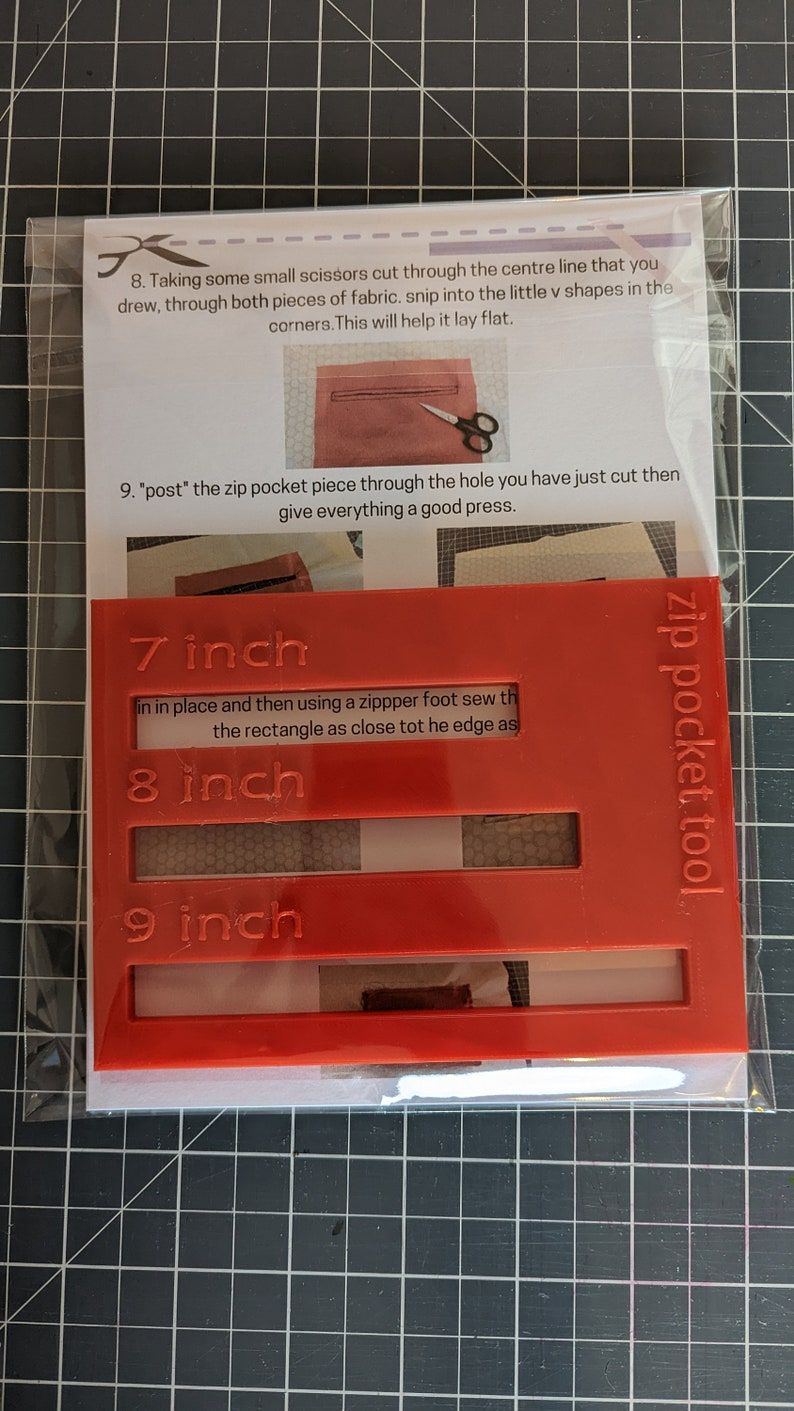 8. Taking some small scissors cut through the centre line that you
drew, through both pieces of fabric. snip into the little v shapes in the
corners.This will help it lay flat.
9. "post" the zip pocket piece through the hole you have just cut then
give everything a good press.
7 inch
in in place and then using a zippper foot sew th
the rectangle as close tot he edge as
8 inch
9 inch
zip pocket tool